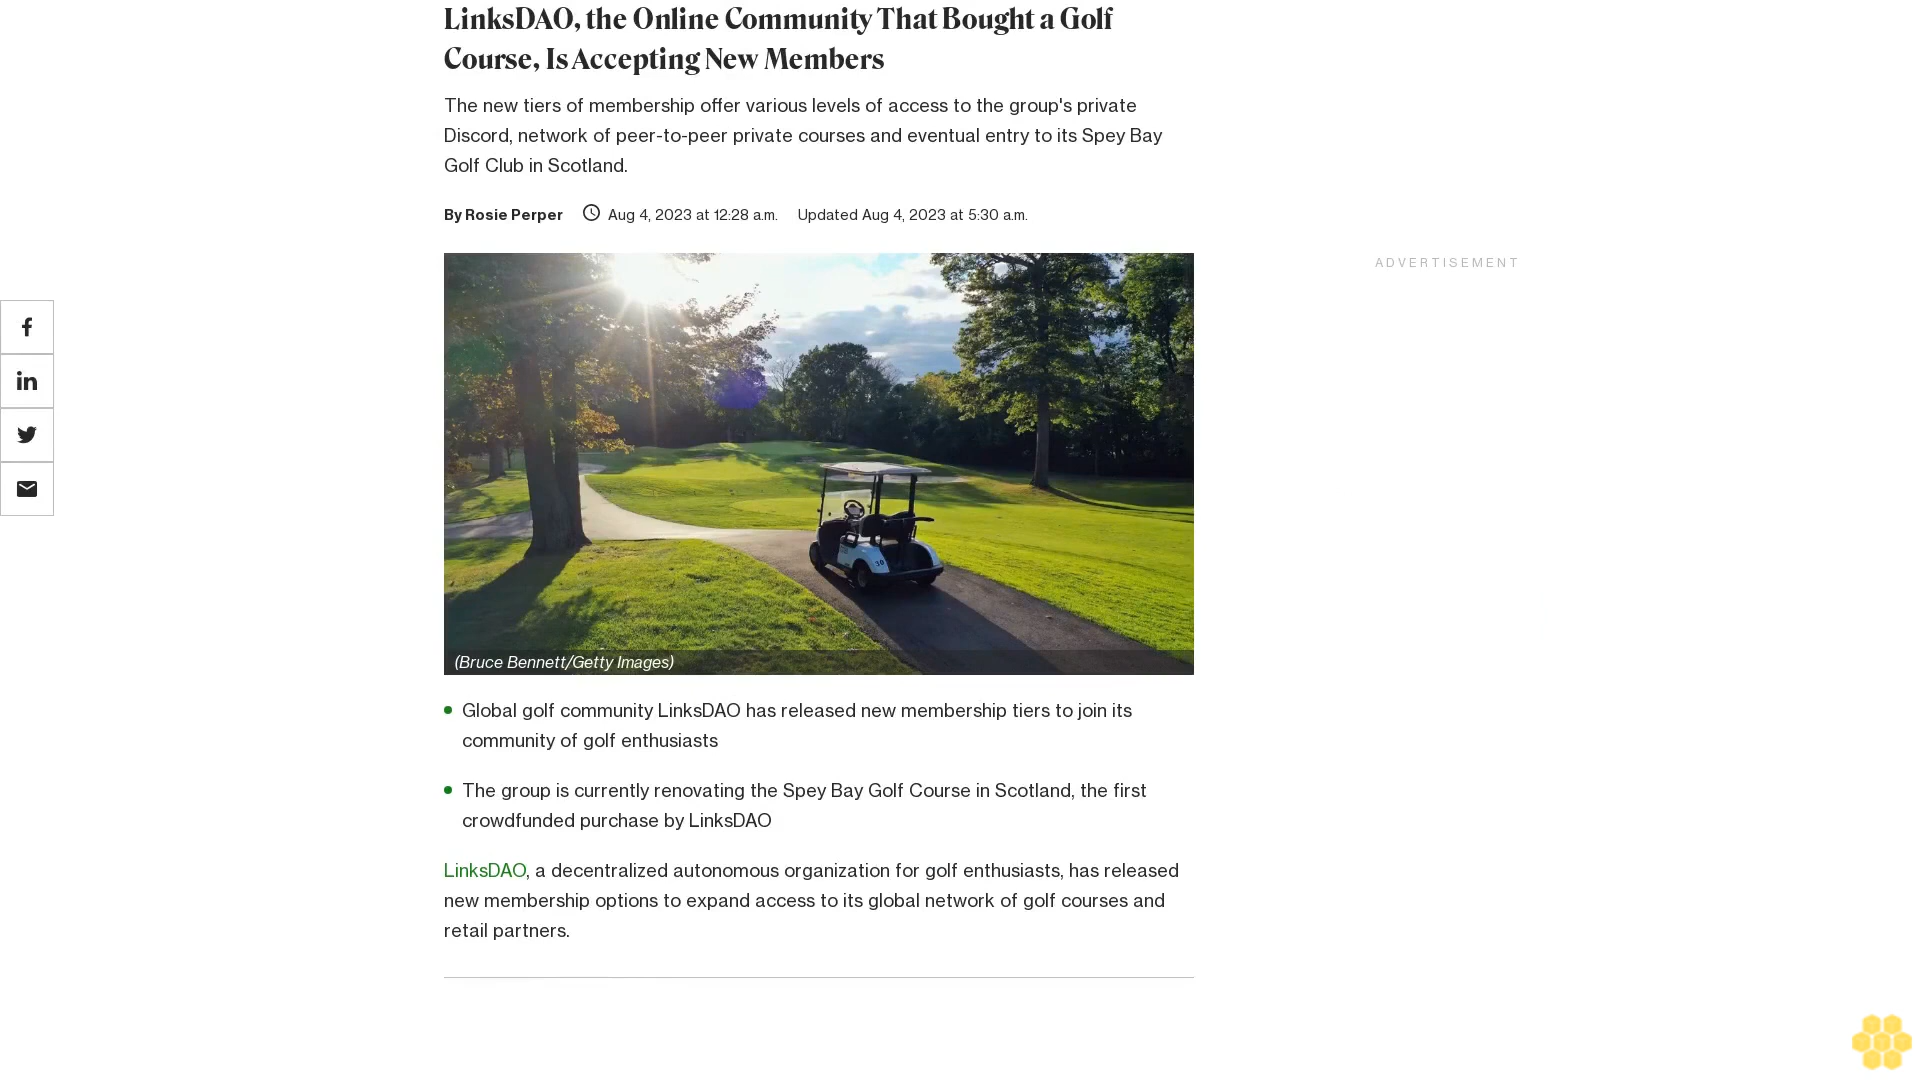 LinksDAO, the Online Community That Bought a Golf
Course, Is Accepting New Members
The new tiers of membership offer various levels of access to the group's private
Discord, network of peer-to-peer private courses and eventual entry to its Spey Bay
Golf Club in Scotland.
By Rosie Perper Aug 4, 2023 at 12:28 a.m. Updated Aug 4, 2023 at 5:30 a.m.
ADVERTISEMENT
30
(Bruce Bennett/Getty Images)
Global golf community LinksDAO has released new membership tiers to join its
community of golf enthusiasts
The group is currently renovating the Spey Bay Golf Course in Scotland, the first
crowdfunded purchase by LinksDAO
LinksDAO, a decentralized autonomous organization for golf enthusiasts, has released
new membership options to expand access to its global network of golf courses and
retail partners.